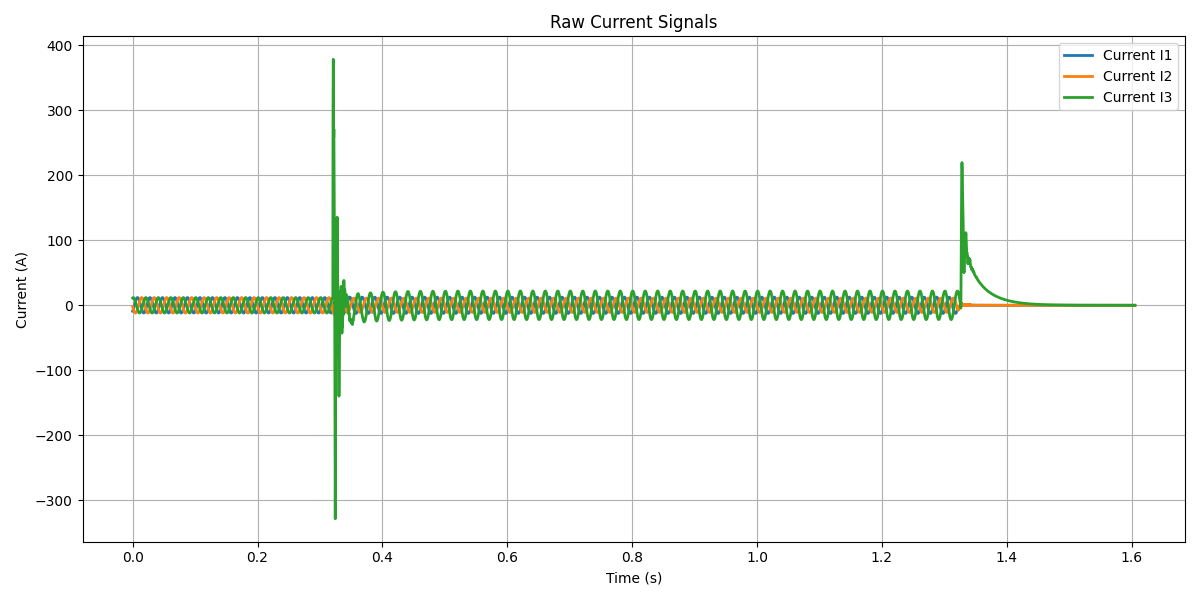 Raw Current Signals
Current I1
Current I2
Current I3
Current (A)
400
300
200
100
0
−100
−200
−300
0.0 0.2 0.4 0.6 0.8 1.0 1.2 1.4 1.6
Time (s)